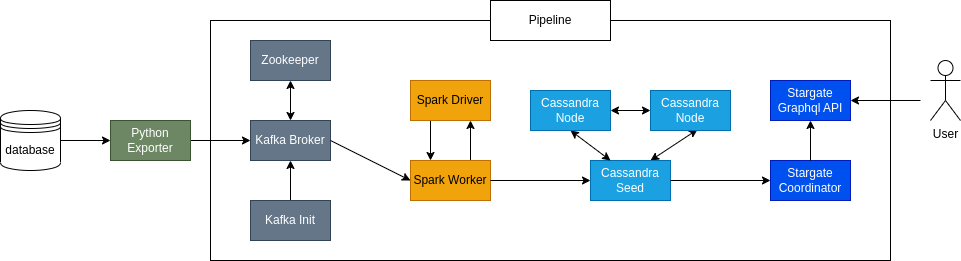 Pipeline
Zookeeper
Spark Driver
Cassandra
Node
Cassandra
Node
Stargate
Graphql API
database
Python
Exporter
Kafka Broker
User
Spark Worker
Cassandra
Seed
Stargate
Coordinator
Kafka Init